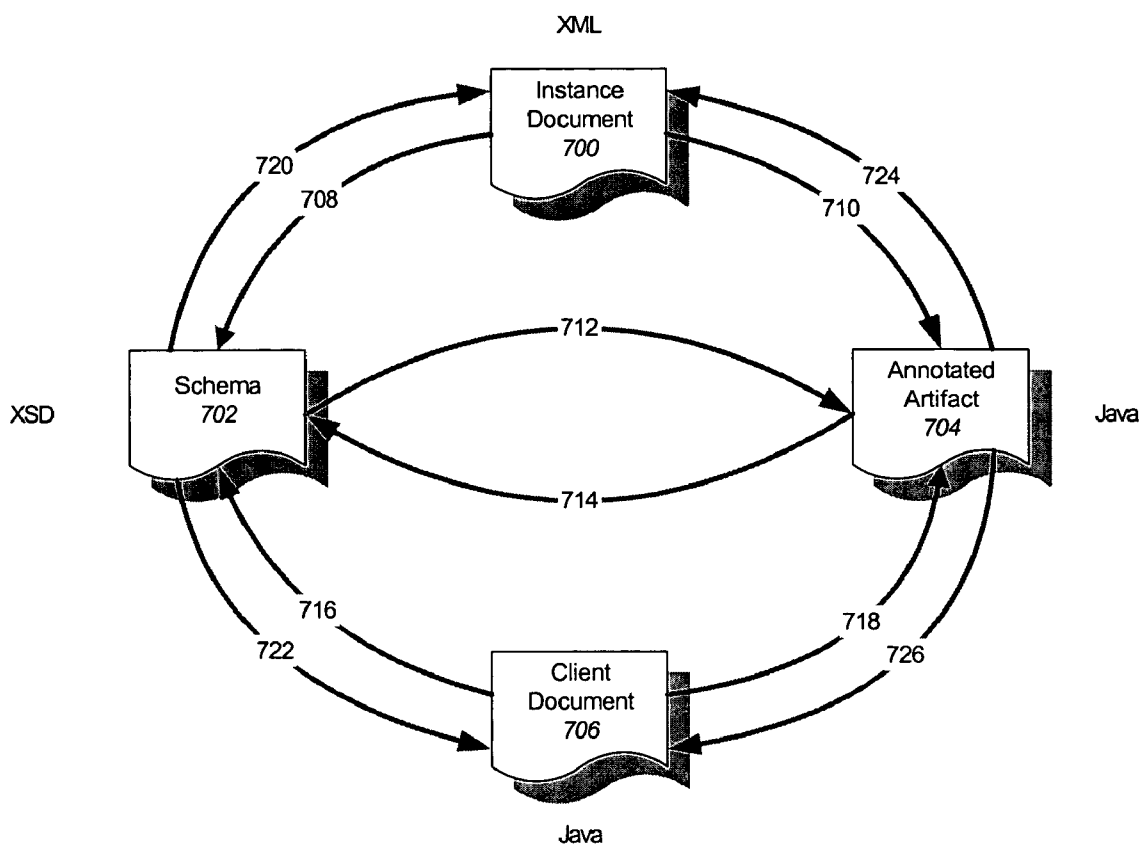 XML
Instance
Document
700
720
708
724
710
712
Schema
702
XSD
Annotated
Artifact
704
Java
714
716
722
718
726
Client
Document
706
Java